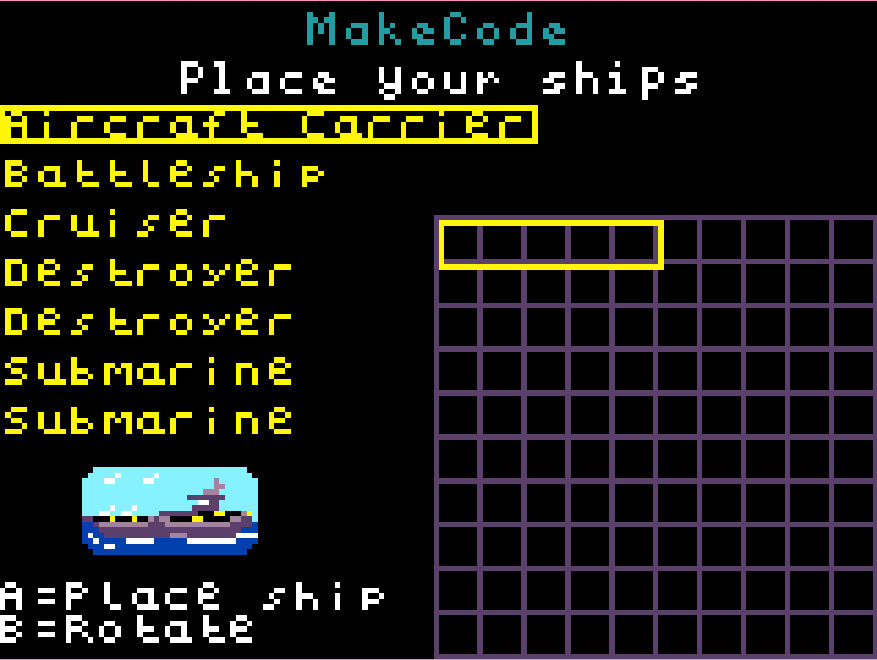 MakeCode
Place your ships
Aircraft Carrier
Battleship
Cruiser
Destroyer
Destroyer
Submarine
Submarine
A=Place ship
B=Rotate